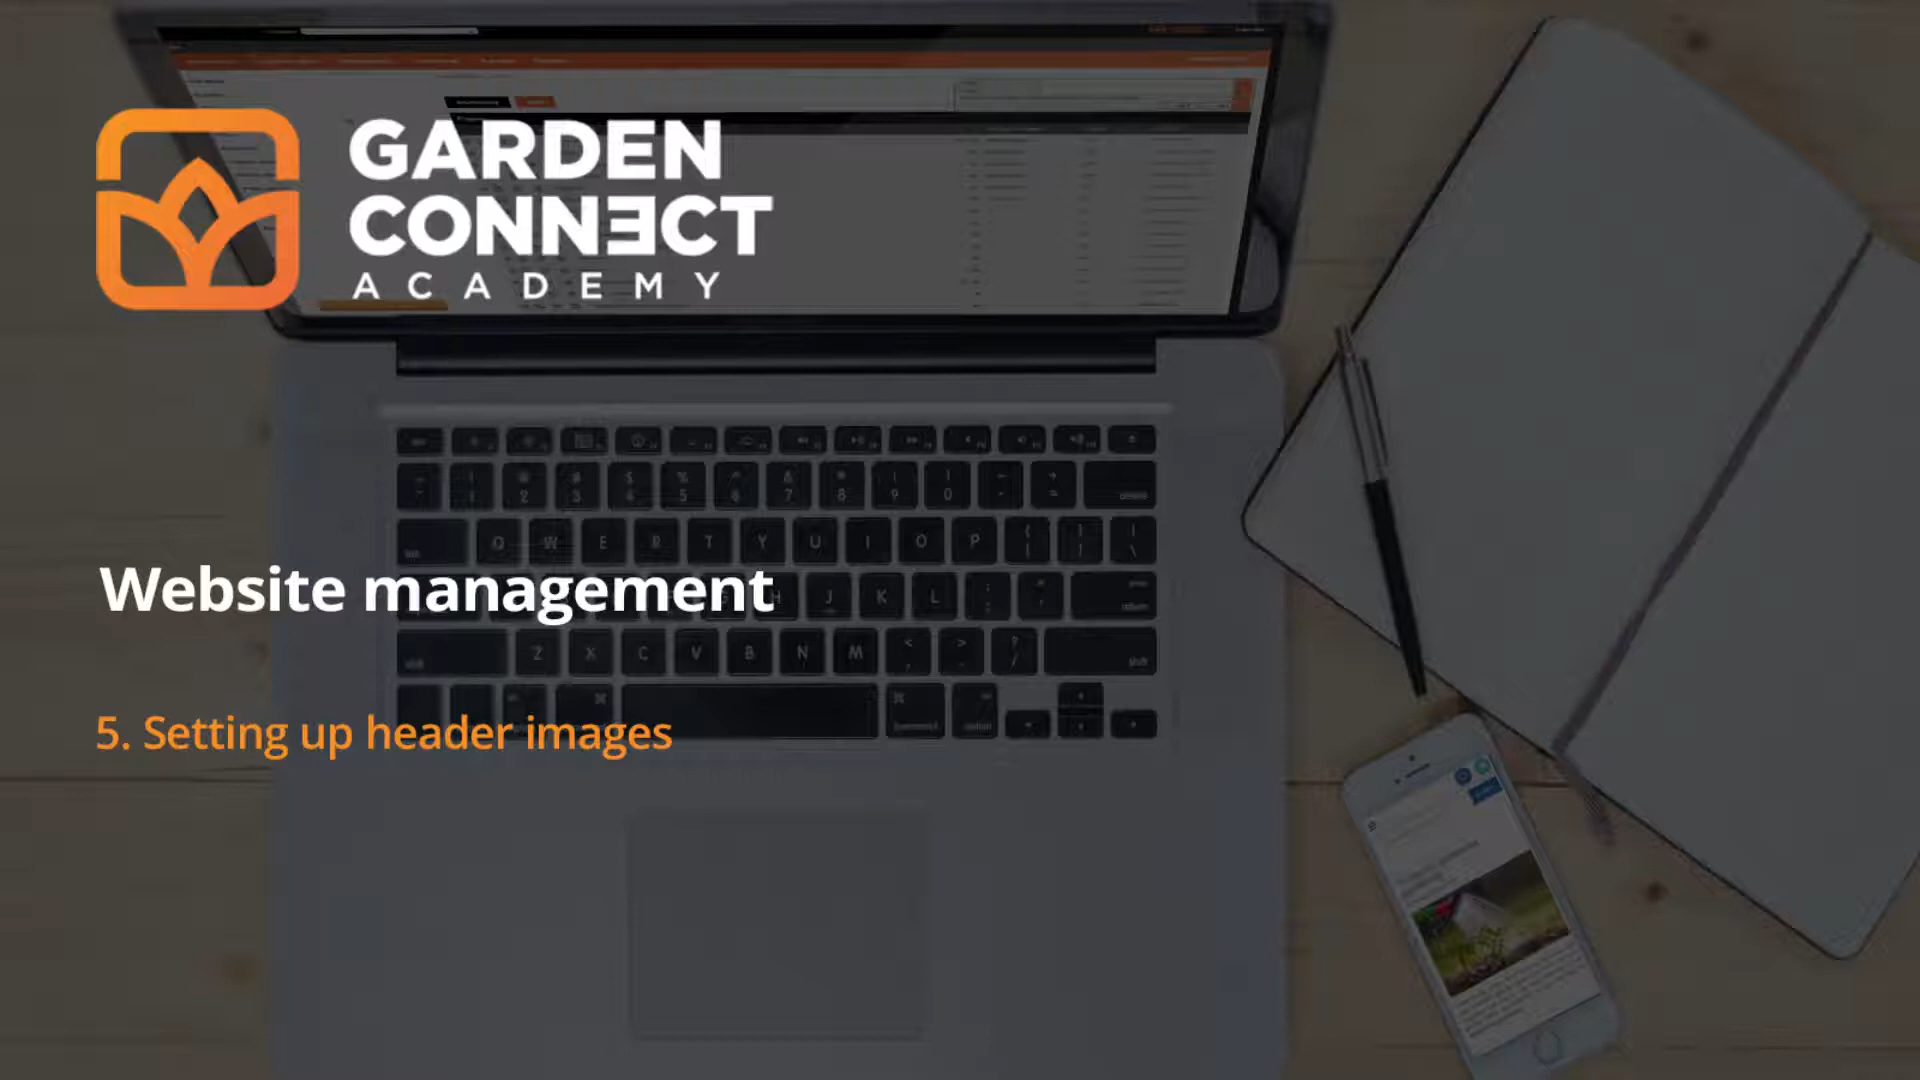 GARDEN
CONNECT
ACADEMY
Website management
5. Setting up header images